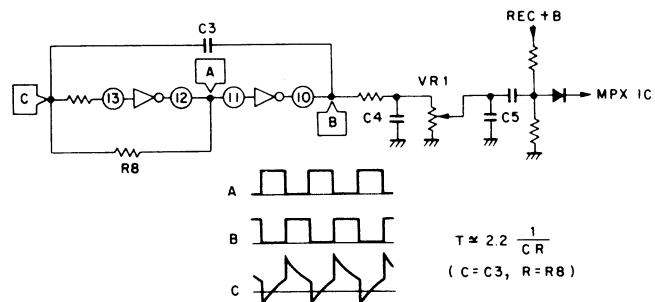 C3
REC+B
A
VR1
C
13
12
11
10
C5
MPX IC
B
C4
R8
A
B
C
T ≃ 2.2 1/CR
(C=C3, R=R8)